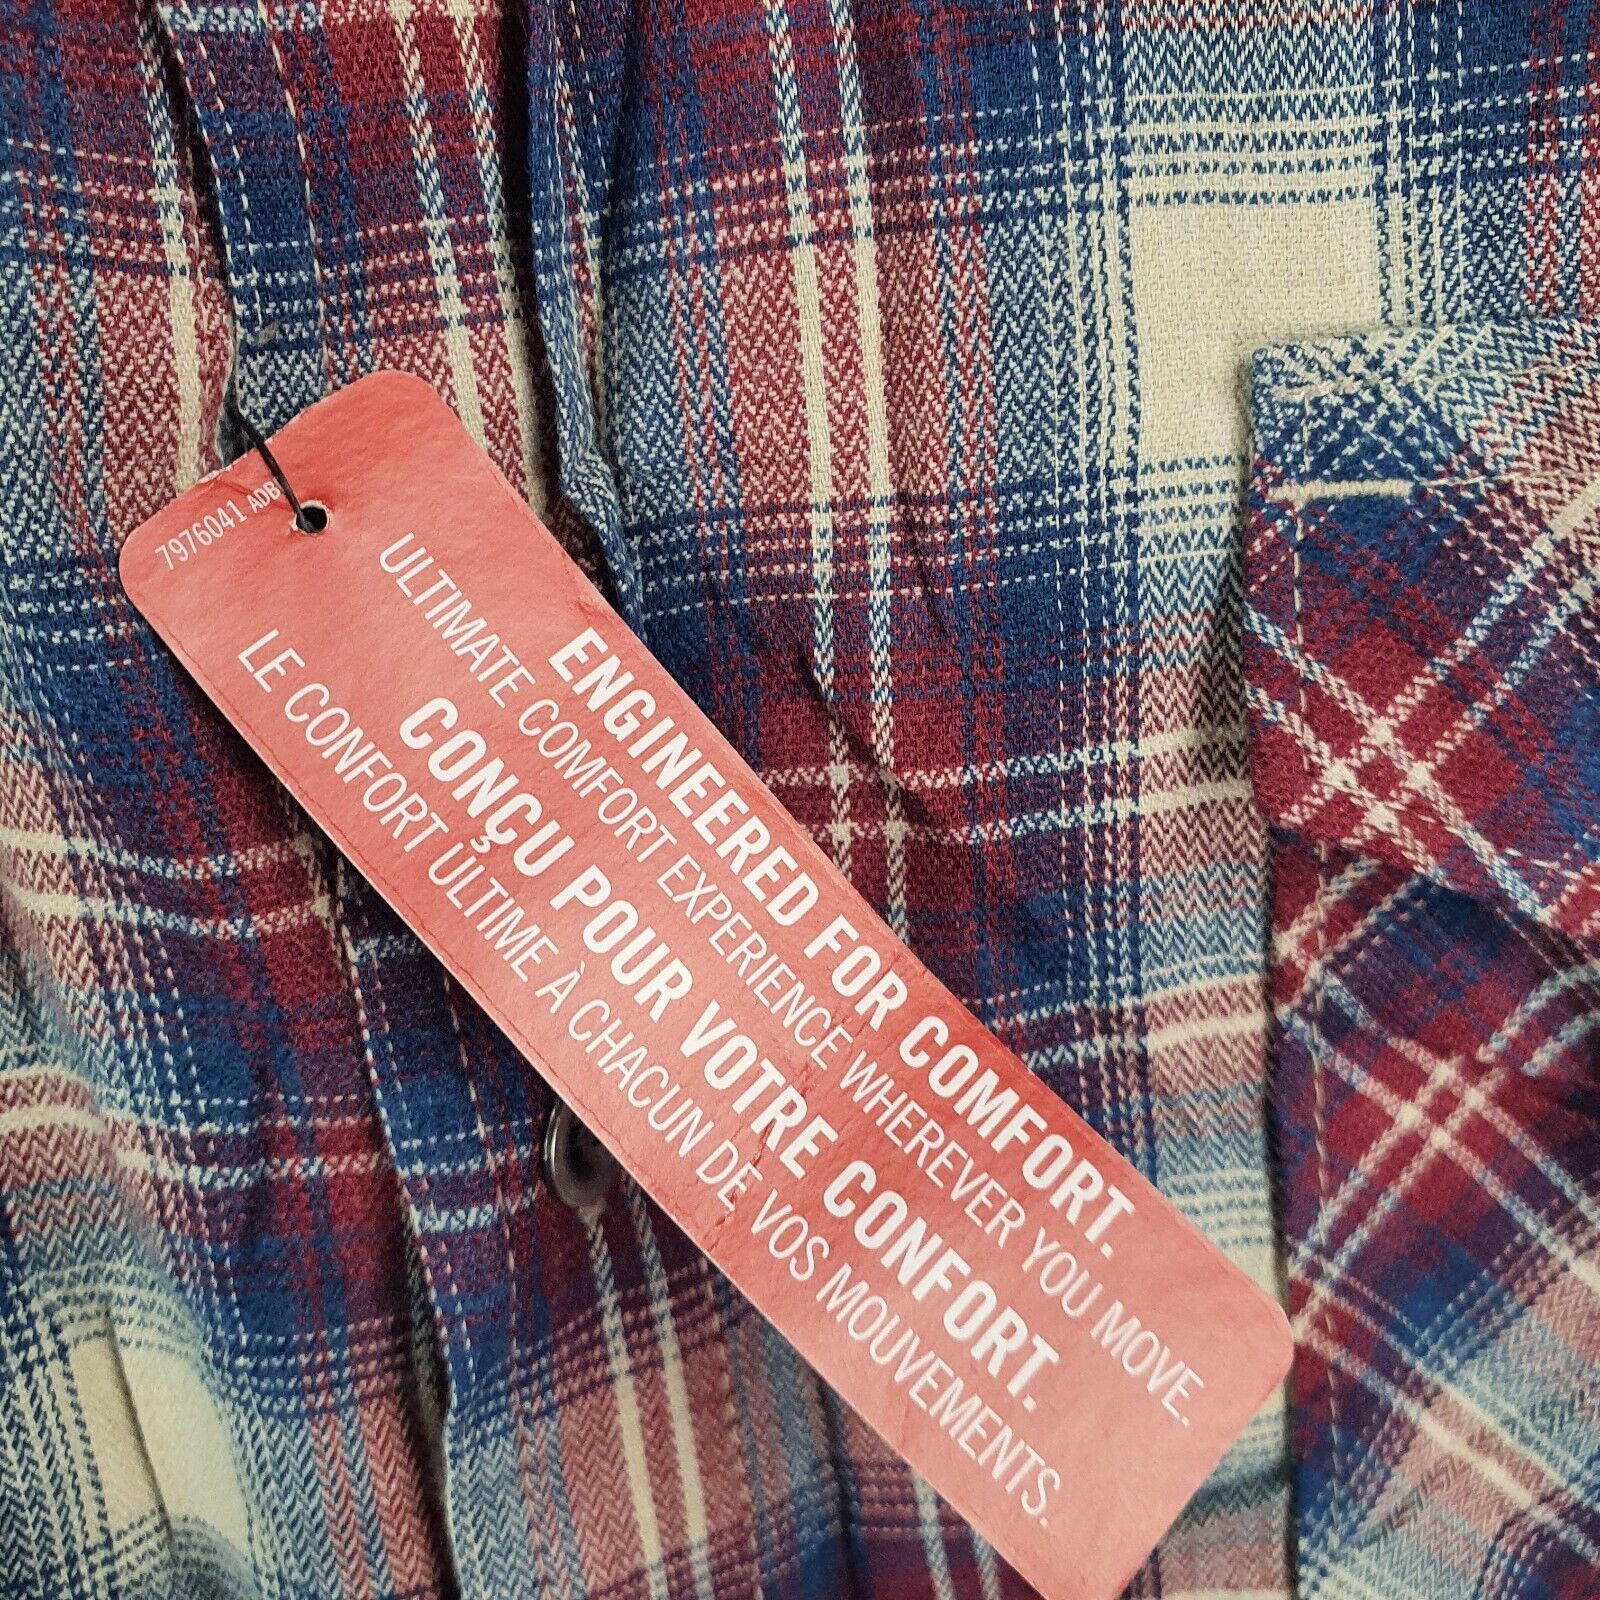 7976041 ADB
ENGINEERED FOR COMFORT.
ULTIMATE COMFORT EXPERIENCE WHEREVER YOU MOVE.
CONÇU POUR VOTRE CONFORT.
LE CONFORT ULTIME À CHACUN DE VOS MOUVEMENTS.